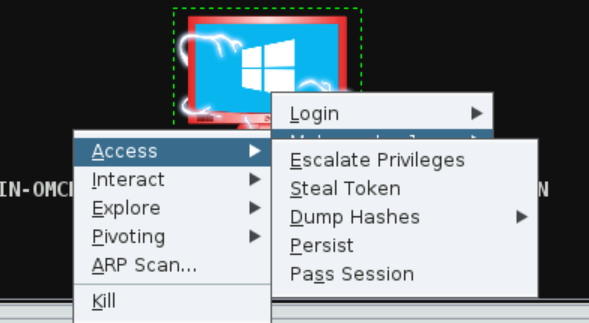 Login
Access
Interact
Explore
Pivoting
ARP Scan...
Kill
Escalate Privileges
Steal Token
Dump Hashes
Persist
Pass Session